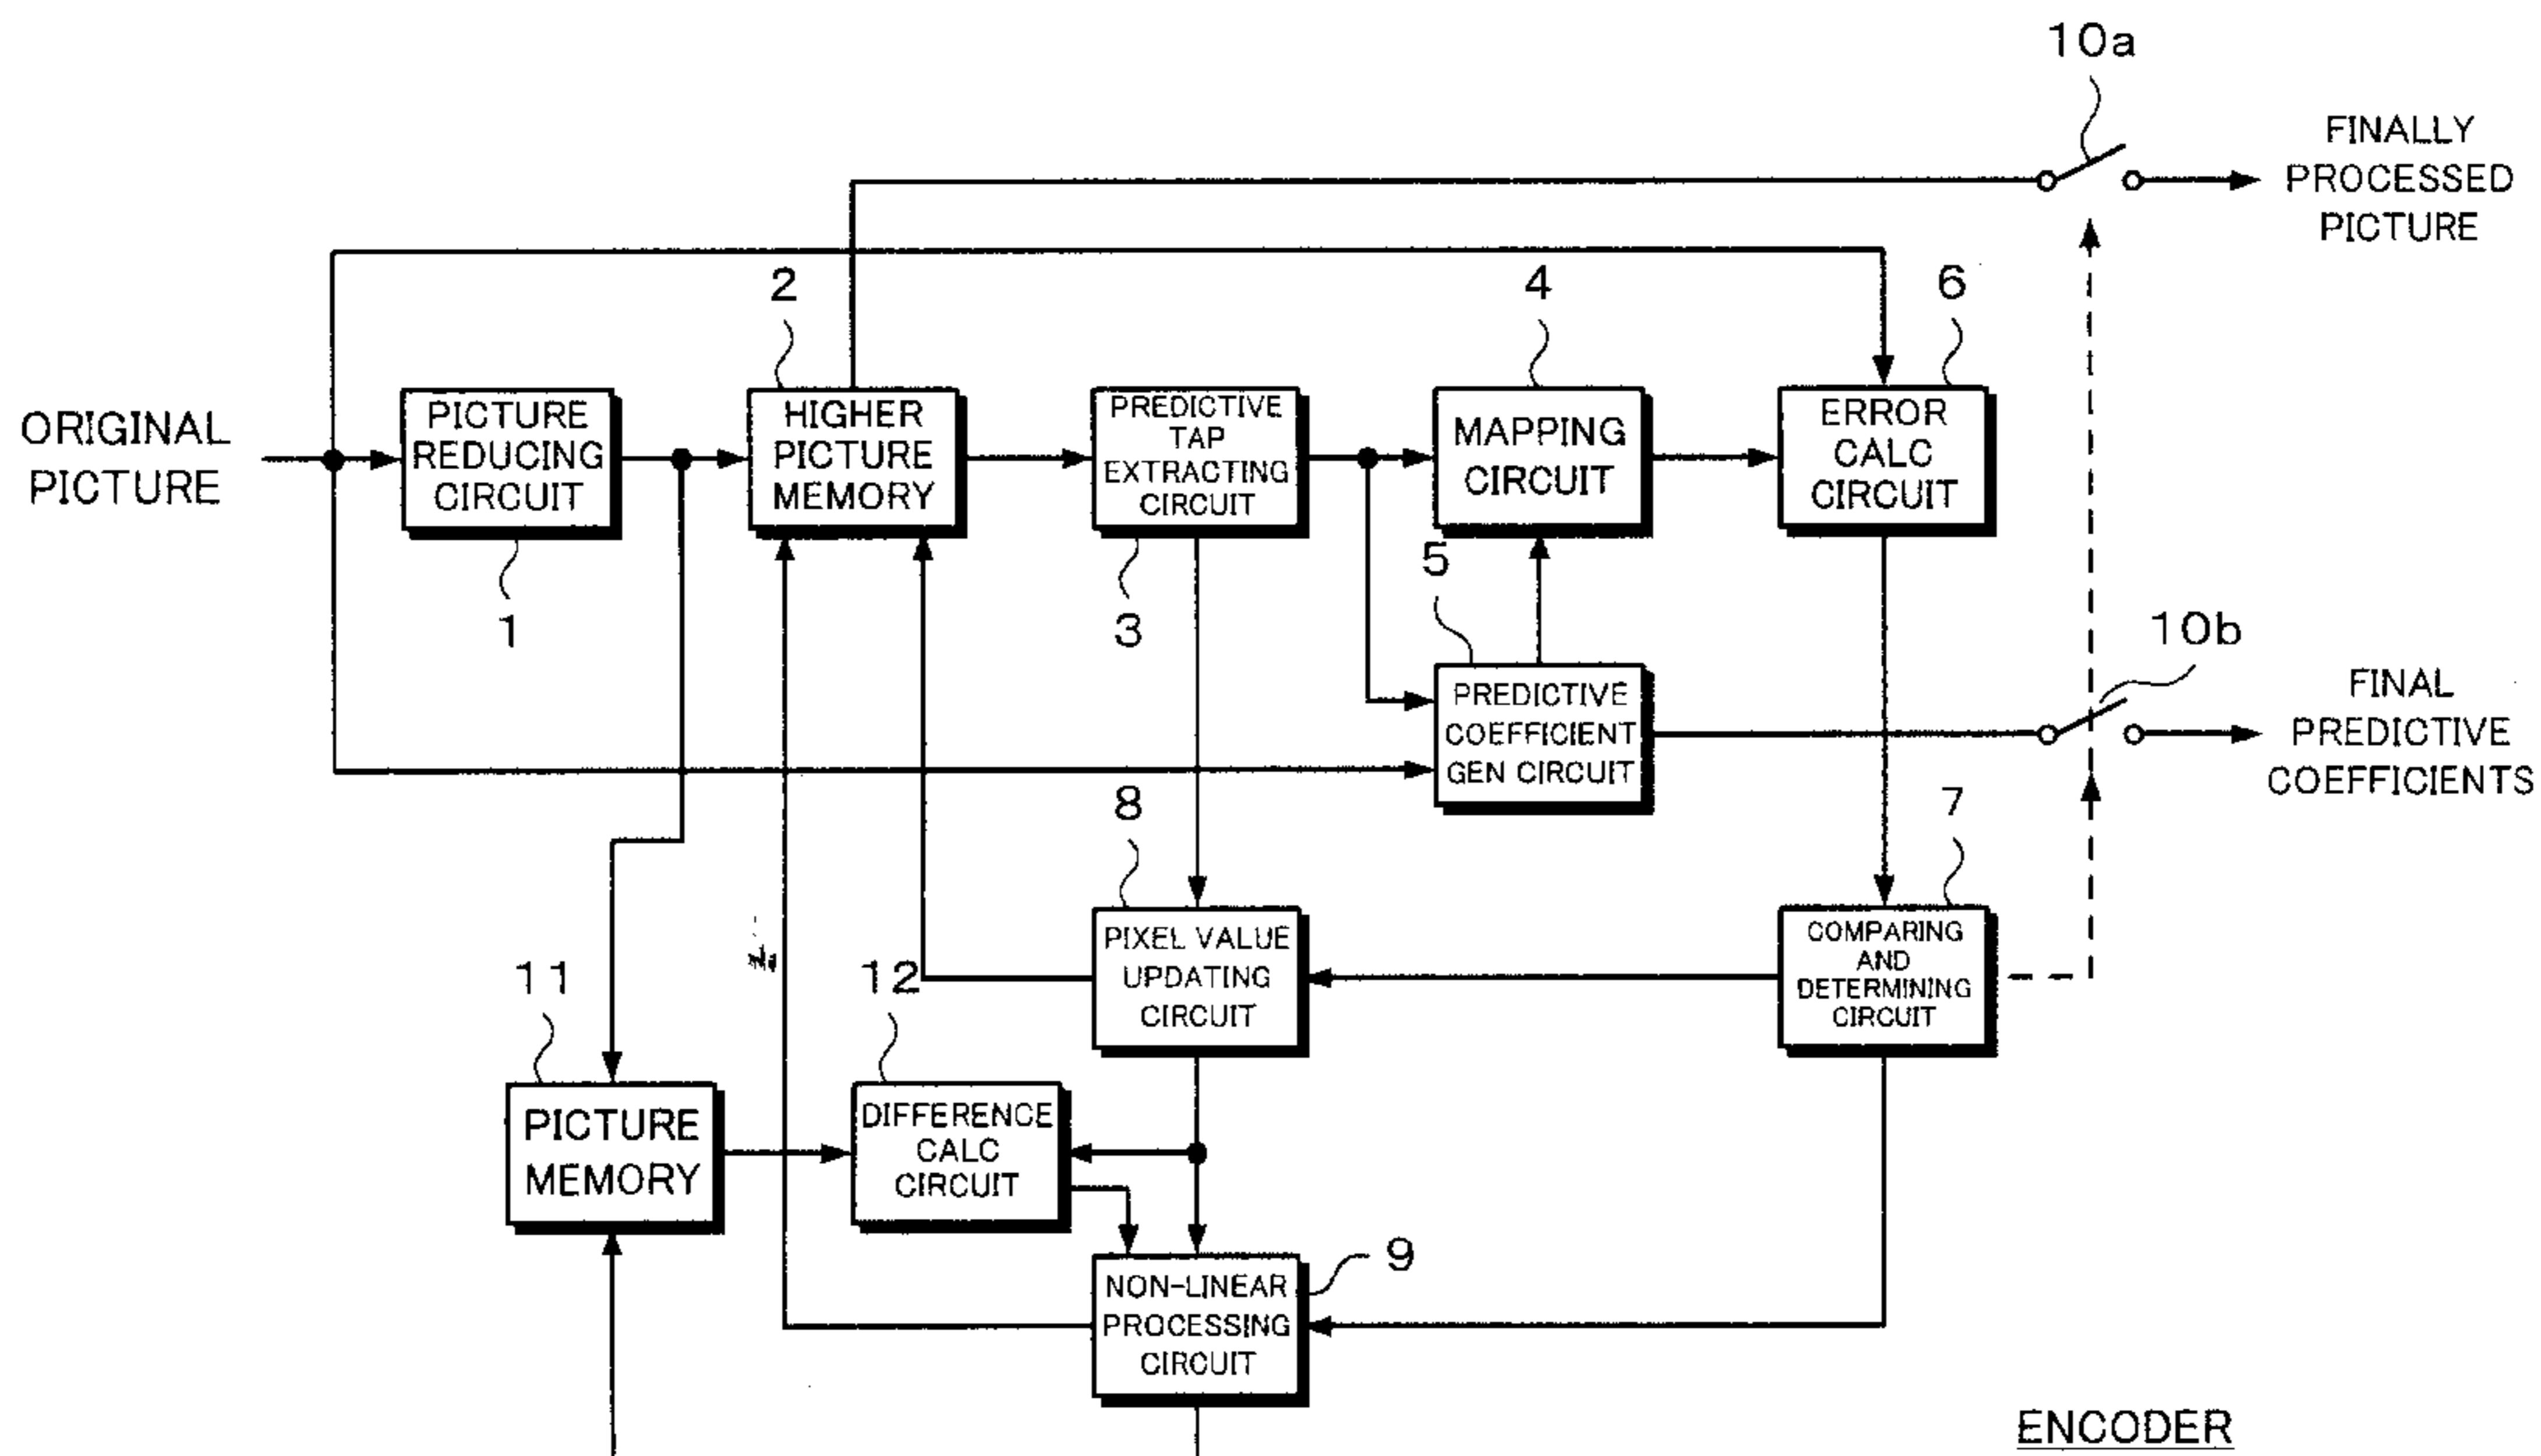 10a
FINALLY
PROCESSED
PICTURE
2
4
6
ORIGINAL
PICTURE
PICTURE
REDUCING
CIRCUIT
HIGHER
PICTURE
MEMORY
PREDICTIVE
TAP
EXTRACTING
CIRCUIT
MAPPING
CIRCUIT
ERROR
CALC
CIRCUIT
1
3
5
10b
PREDICTIVE
COEFFICIENT
GEN CIRCUIT
FINAL
PREDICTIVE
COEFFICIENTS
8
7
PIXEL VALUE
UPDATING
CIRCUIT
COMPARING
AND
DETERMINING
CIRCUIT
11
12
PICTURE
MEMORY
DIFFERENCE
CALC
CIRCUIT
9
NON-LINEAR
PROCESSING
CIRCUIT
ENCODER